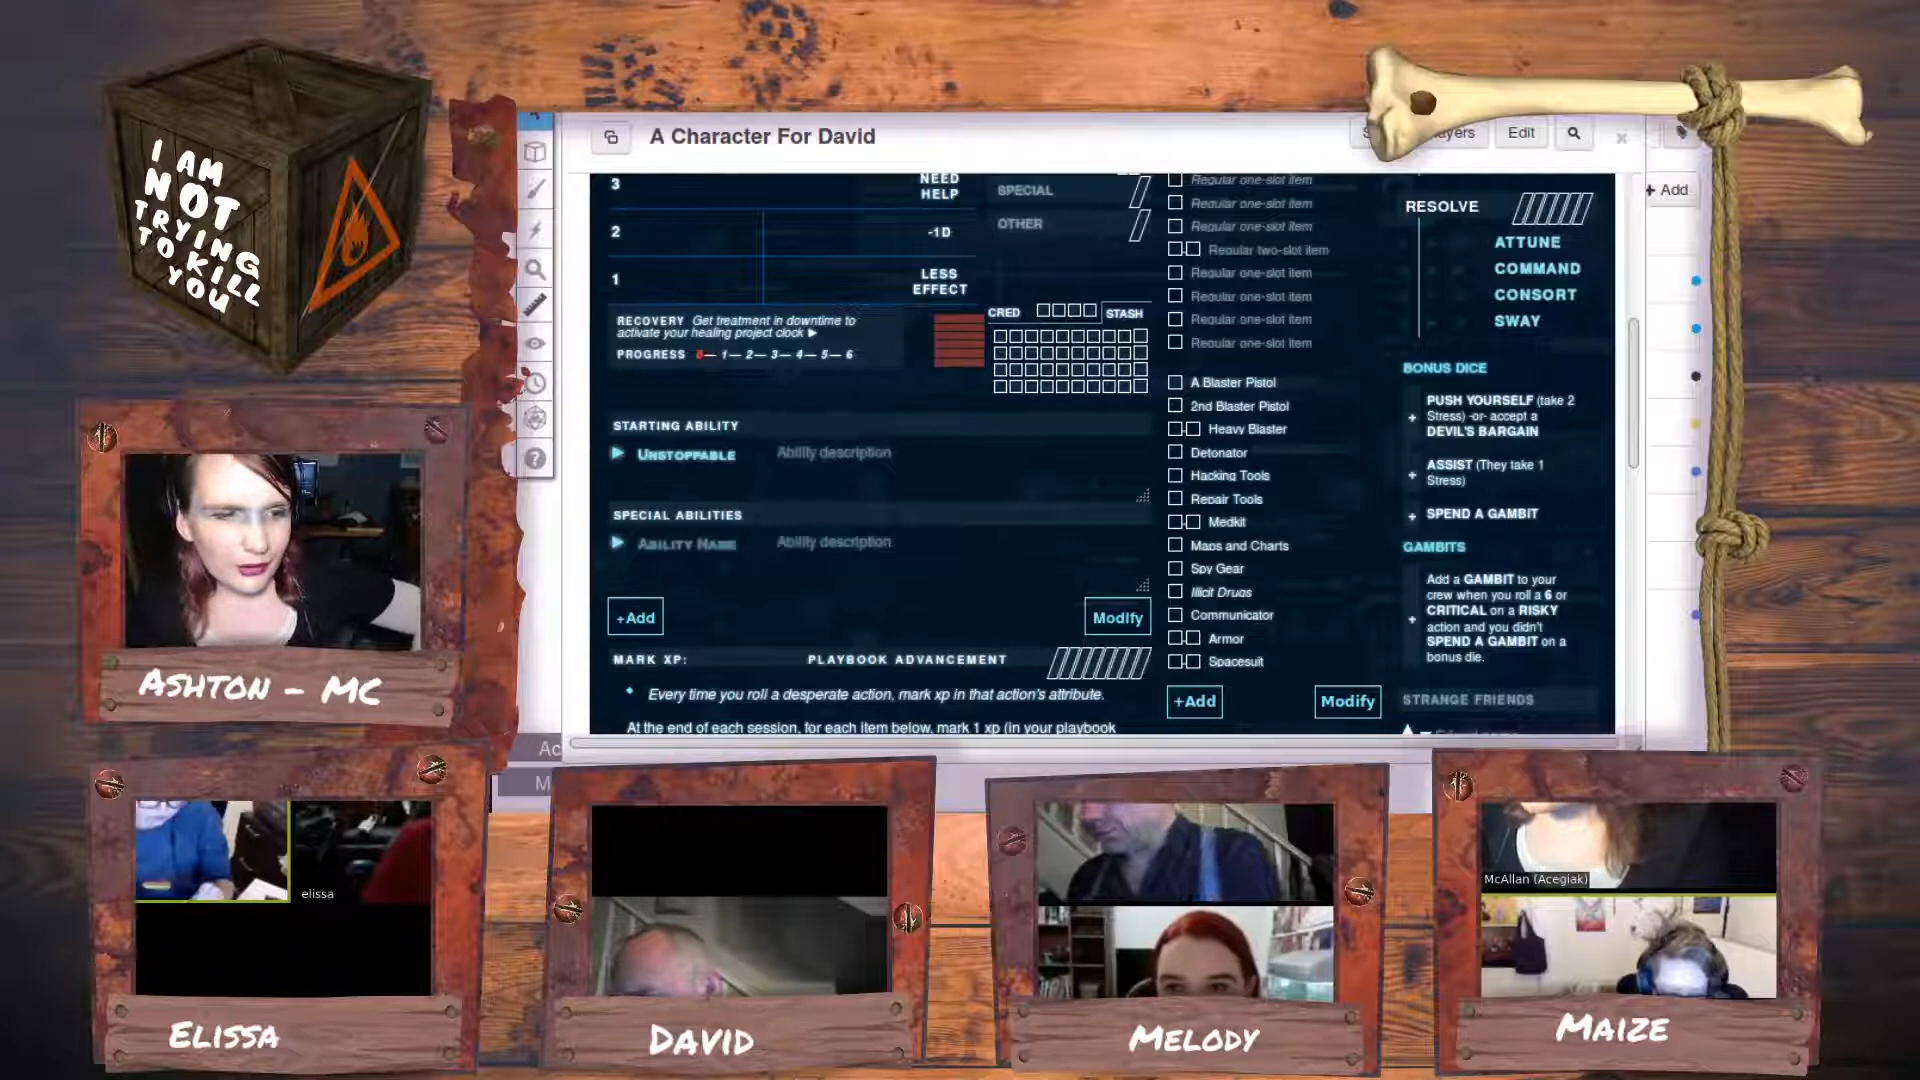 I AM
NOT
TRYING
TO KILL
YOU
A Character For David
Edit
+ Add
3
NEED
HELP
2
-1D
1
LESS
EFFECT
RECOVERY Get treatment in downtime to
activate your healing project clock ▶
PROGRESS 0— 1— 2— 3— 4— 5— 6
SPECIAL
OTHER
CRED
STASH
STARTING ABILITY
UNSTOPPABLE
Ability description
SPECIAL ABILITIES
ABILITY NAME
Ability description
+Add
Modify
MARK XP:
PLAYBOOK ADVANCEMENT
Every time you roll a desperate action, mark xp in that action's attribute.
At the end of each session, for each item below, mark 1 xp (in your playbook
Regular one-slot item
Regular one-slot item
Regular one-slot item
Regular two-slot item
Regular one-slot item
Regular one-slot item
Regular one-slot item
Regular one-slot item
A Blaster Pistol
2nd Blaster Pistol
Heavy Blaster
Detonator
Hacking Tools
Repair Tools
Medkit
Maps and Charts
Spy Gear
Illicit Drugs
Communicator
Armor
Spacesuit
+Add
Modify
RESOLVE
ATTUNE
COMMAND
CONSORT
SWAY
BONUS DICE
+ PUSH YOURSELF (take 2
Stress) -or- accept a
DEVIL'S BARGAIN
+ ASSIST (They take 1
Stress)
+ SPEND A GAMBIT
GAMBITS
+ Add a GAMBIT to your
crew when you roll a 6 or
CRITICAL on a RISKY
action and you didn't
SPEND A GAMBIT on a
bonus die.
STRANGE FRIENDS
ASHTON - MC
elissa
McAllan (Acegiak)
ELISSA
DAVID
MELODY
MAIZE